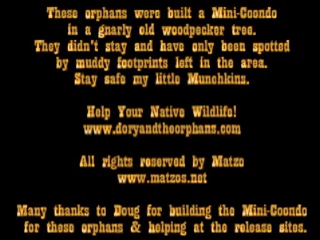 These orphans were built a Mini-Coondo
in a gnarly old woodpecker tree.
They didn't stay and have only been spotted
by muddy footprints left in the area.
Stay safe my little Munchkins.
Help Your Native Wildlife!
www.doryandtheorphans.com
All rights reserved by Matzo
www.matzos.net
Many thanks to Doug for building the Mini-Coondo
for these orphans & helping at the release sites.